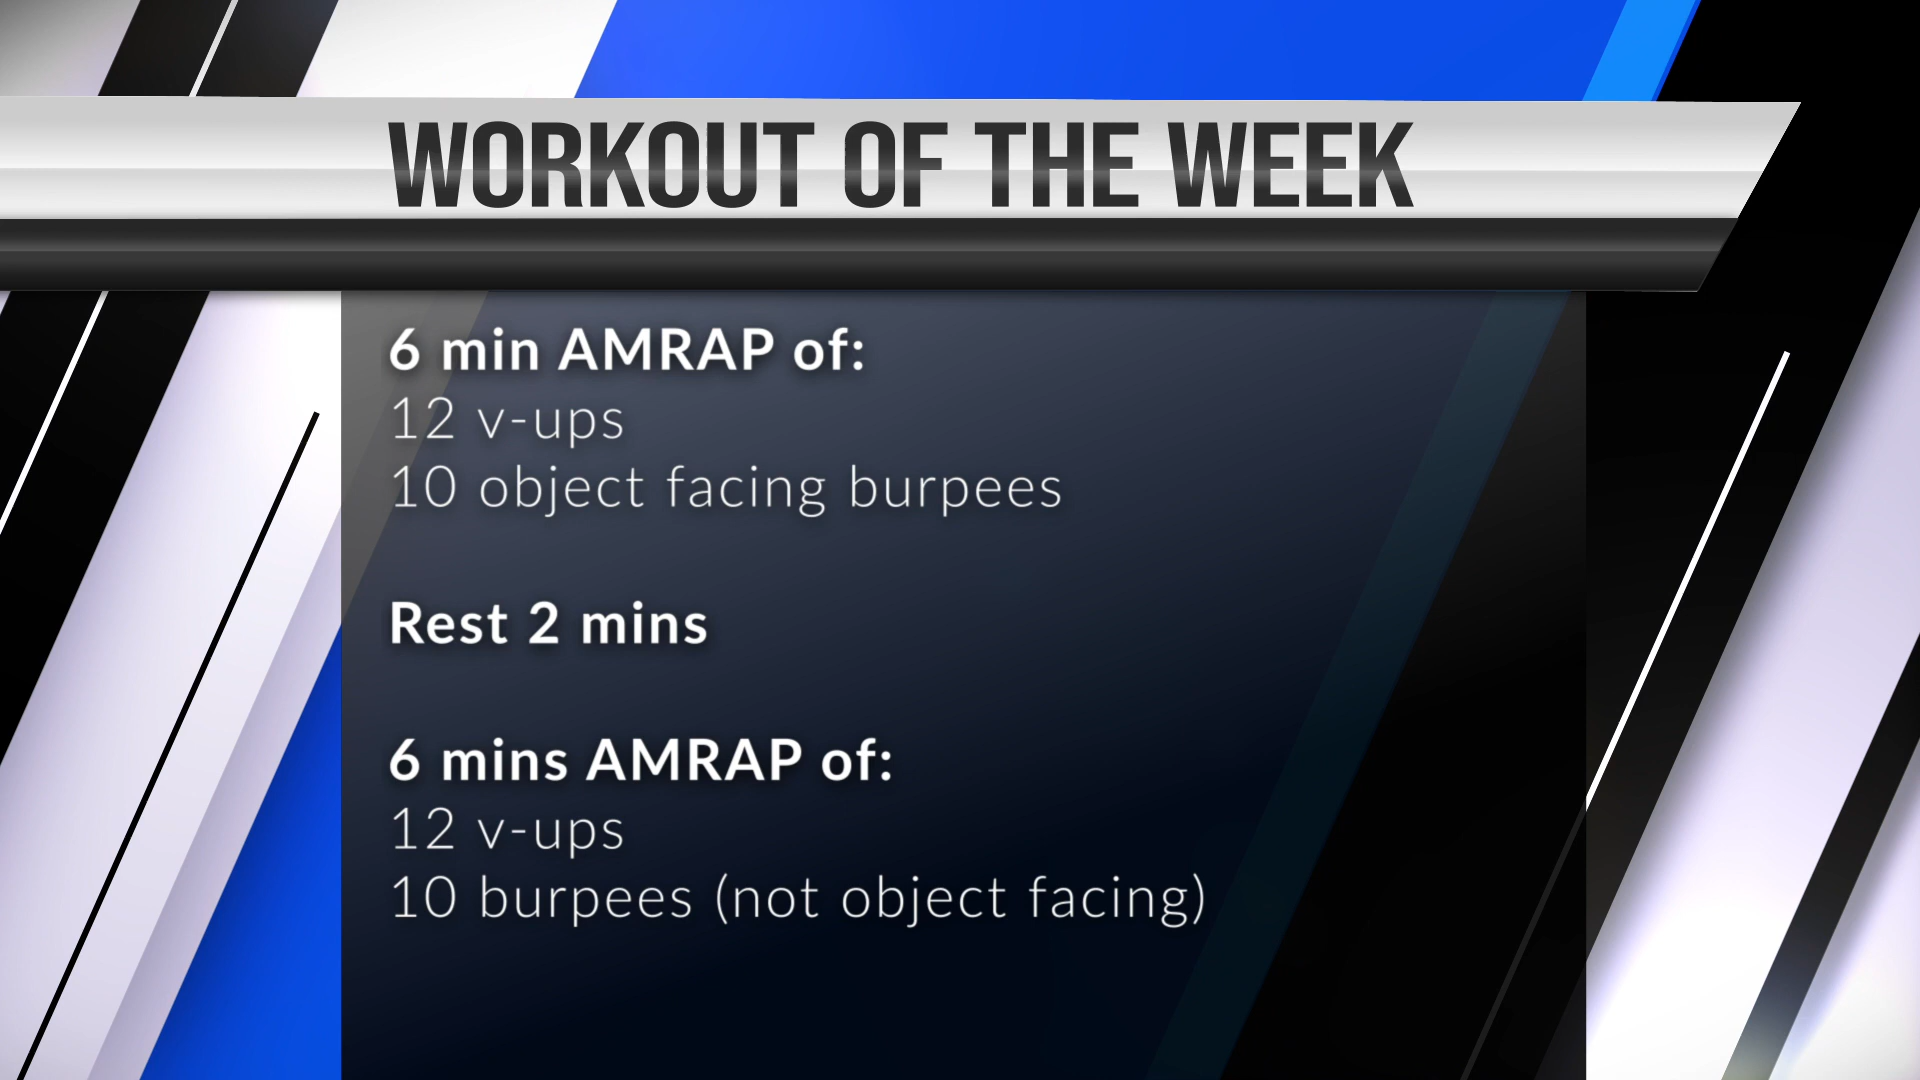 WORKOUT OF THE WEEK
6 min AMRAP of:
12 v-ups
10 object facing burpees
Rest 2 mins
6 mins AMRAP of:
12 v-ups
10 burpees (not object facing)